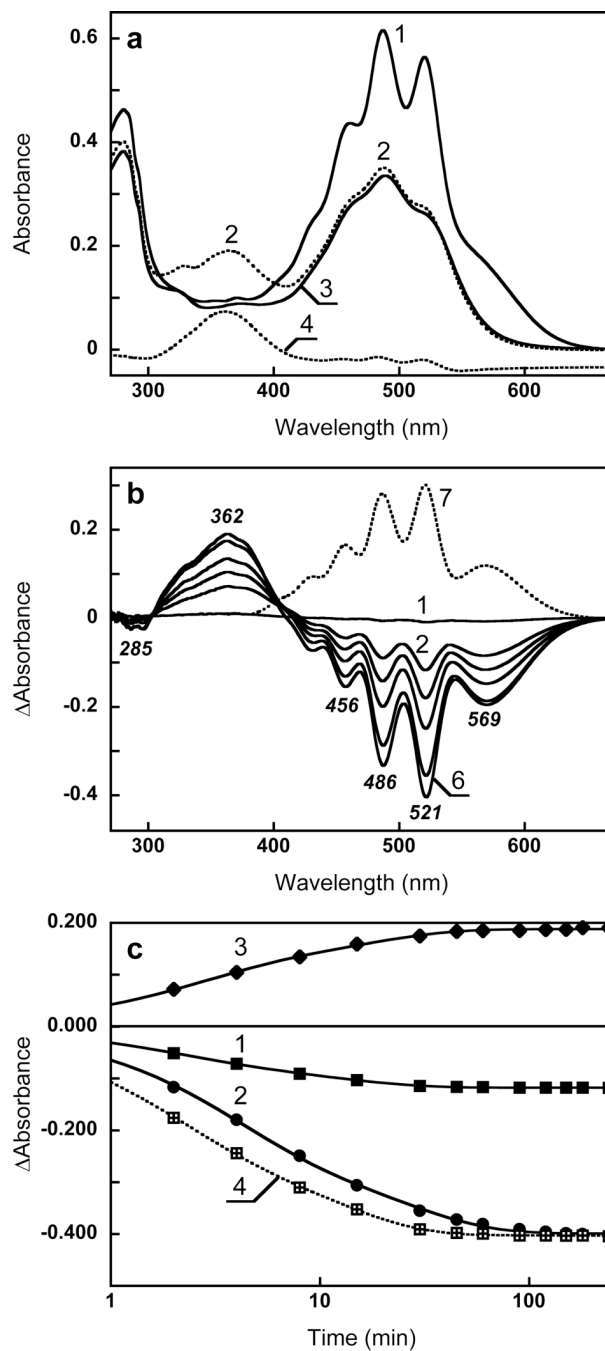 a
1
0.6
2
0.4
Absorbance
2
0.2
3
4
0
300 400 500 600
Wavelength (nm)
b
7
362
0.2
1
ΔAbsorbance
0
285
2
-0.2
456
569
486
6
-0.4
521
300 400 500 600
Wavelength (nm)
0.200
c
3
ΔAbsorbance
0.000
1
2
-0.200
4
-0.400
1 10 100
Time (min)